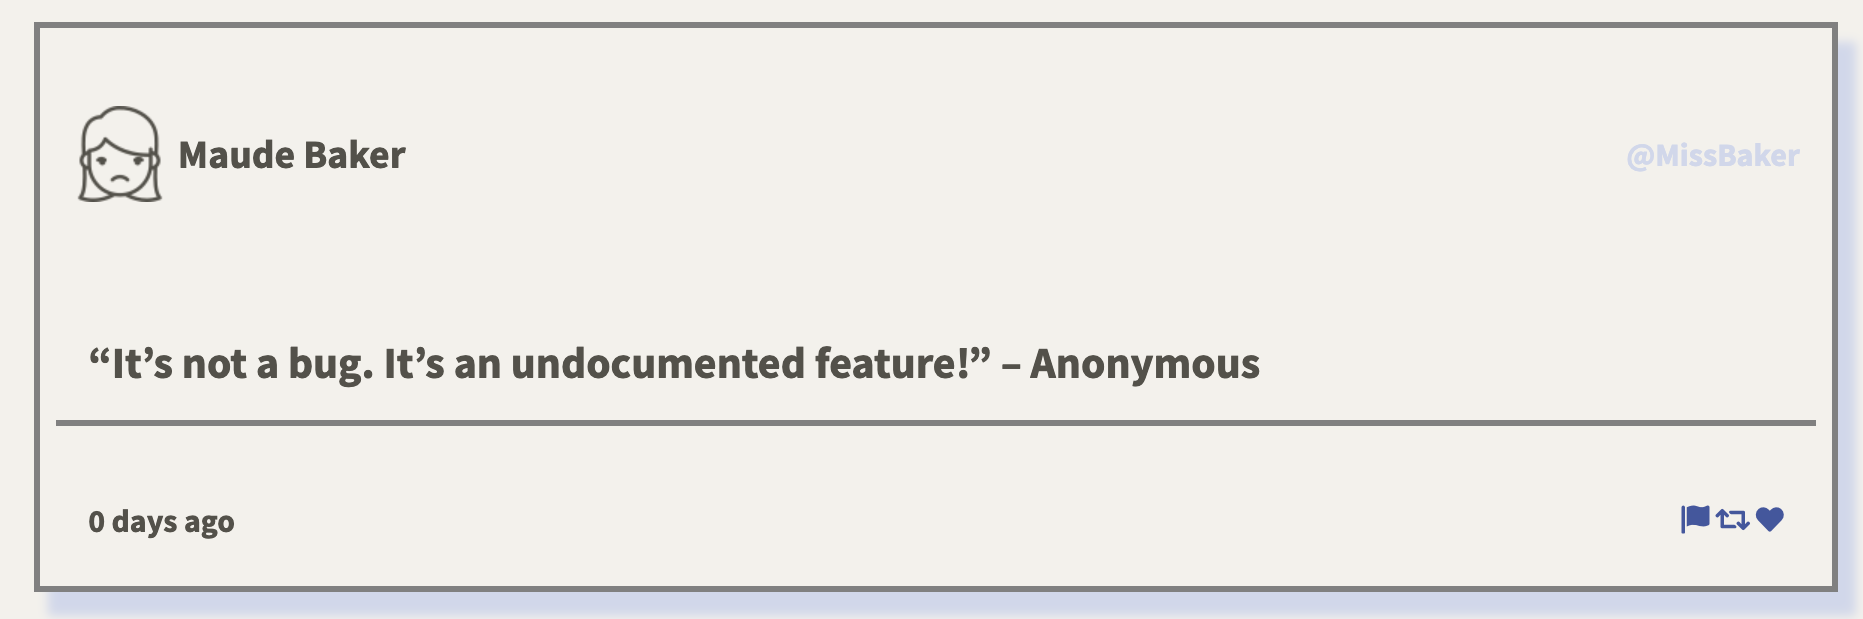 Maude Baker
@MissBaker
“It’s not a bug. It’s an undocumented feature!” – Anonymous
0 days ago